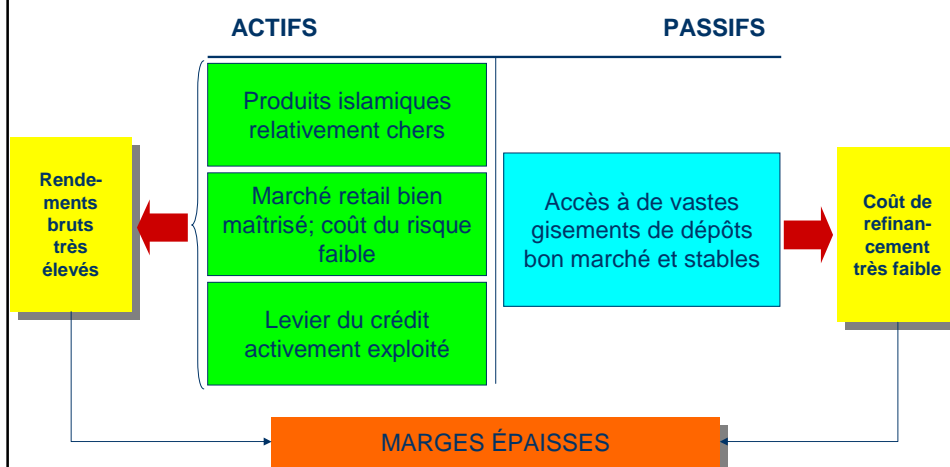 ACTIFS
PASSIFS
Produits islamiques
relativement chers
Rende-
ments
bruts
très
élevés
Marché retail bien
maîtrisé; coût du risque
faible
Levier du crédit
activement exploité
Accès à de vastes
gisements de dépôts
bon marché et stables
Coût de
refinan-
cement
très faible
MARGES ÉPAISSES